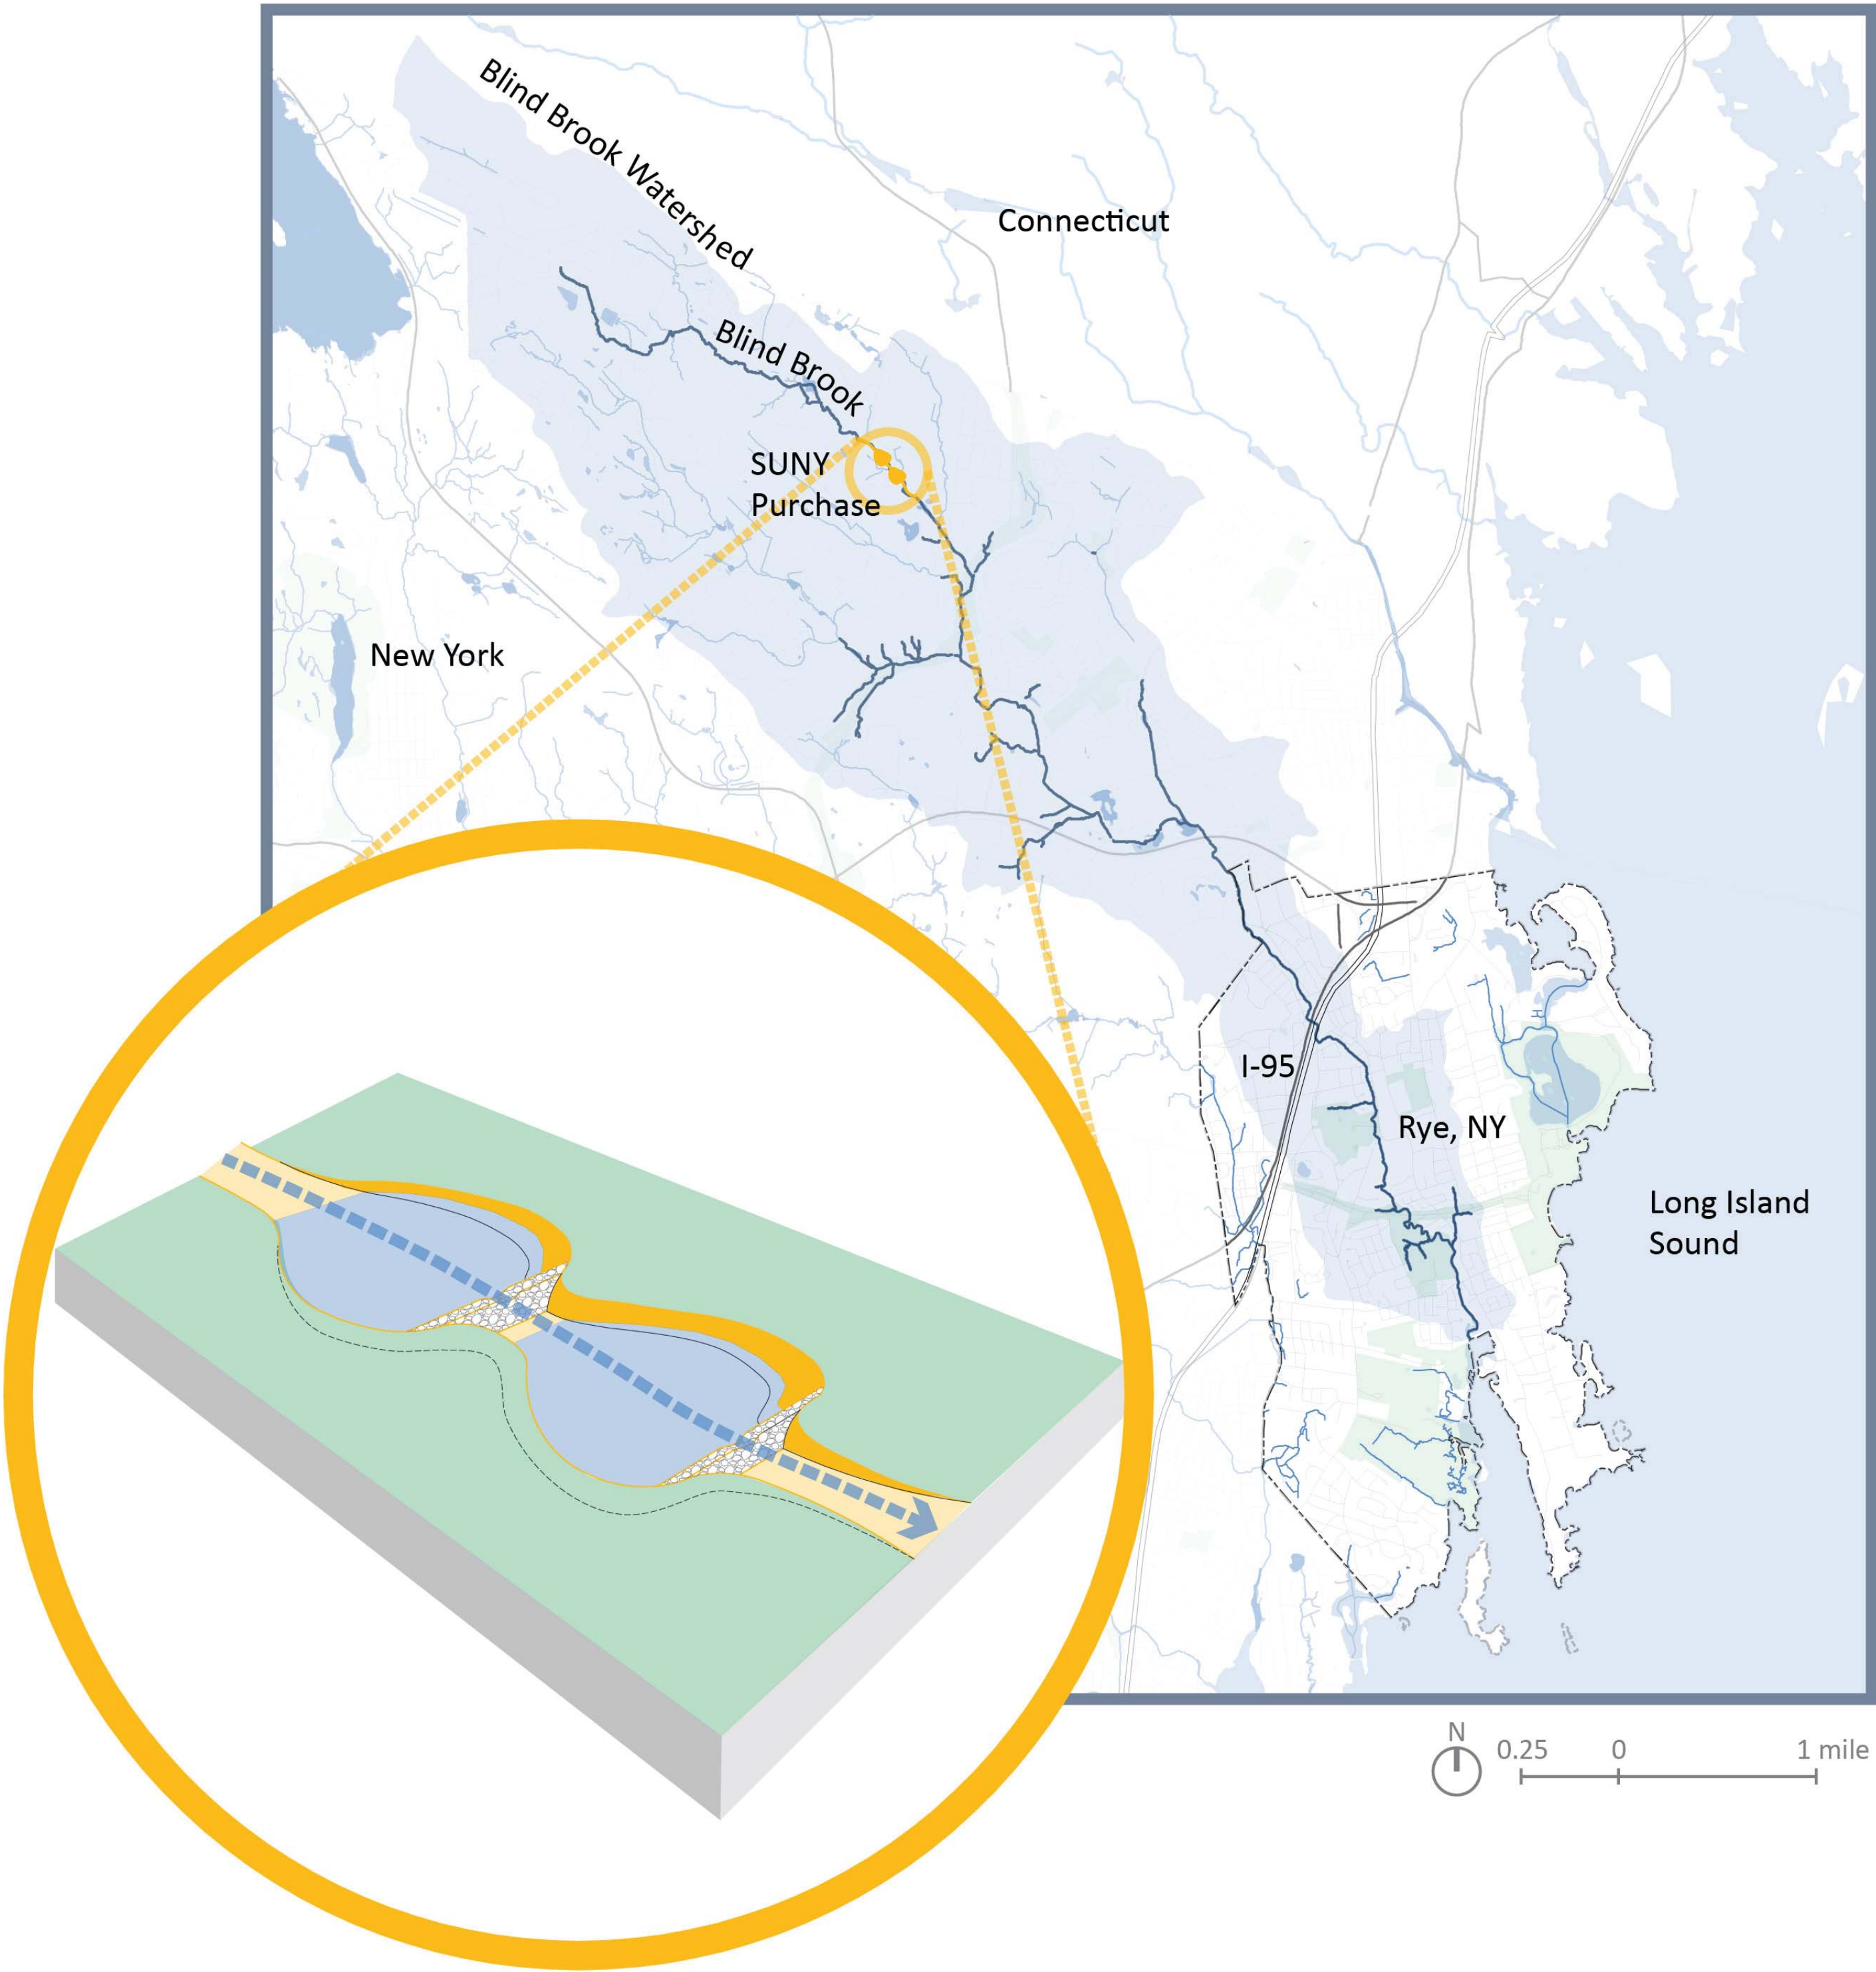 Blind Brook Watershed
Connecticut
Blind Brook
SUNY
Purchase
New York
I-95
Rye, NY
Long Island
Sound
N
0.25 0 1 mile